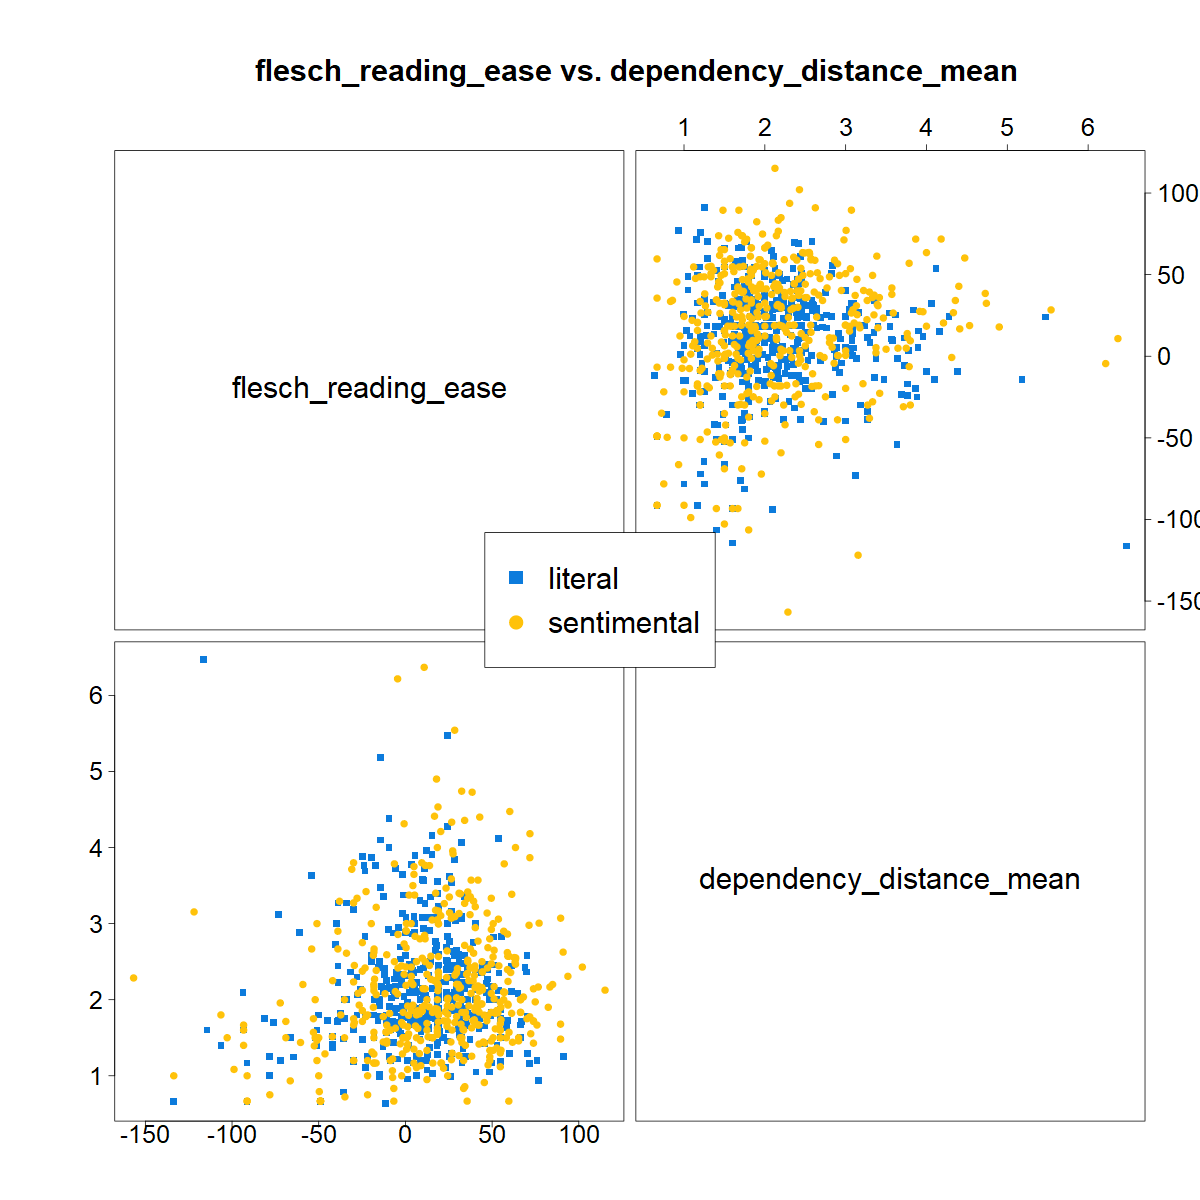 flesch_reading_ease vs. dependency_distance_mean
1 2 3 4 5 6
flesch_reading_ease
100
50
0
-50
-100
-150
literal
sentimental
6
5
4
3
2
1
dependency_distance_mean
-150 -100 -50 0 50 100